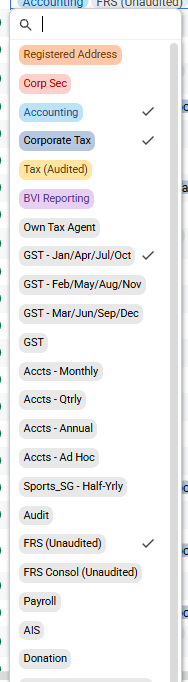 Accounting FRS (Unaudited)
Registered Address
Corp Sec
Accounting
Corporate Tax
Tax (Audited)
BVI Reporting
Own Tax Agent
GST - Jan/Apr/Jul/Oct
GST - Feb/May/Aug/Nov
GST - Mar/Jun/Sep/Dec
GST
Accts - Monthly
Accts - Qtrly
Accts - Annual
Accts - Ad Hoc
Sports_SG - Half-Yrly
Audit
FRS (Unaudited)
FRS Consol (Unaudited)
Payroll
AIS
Donation